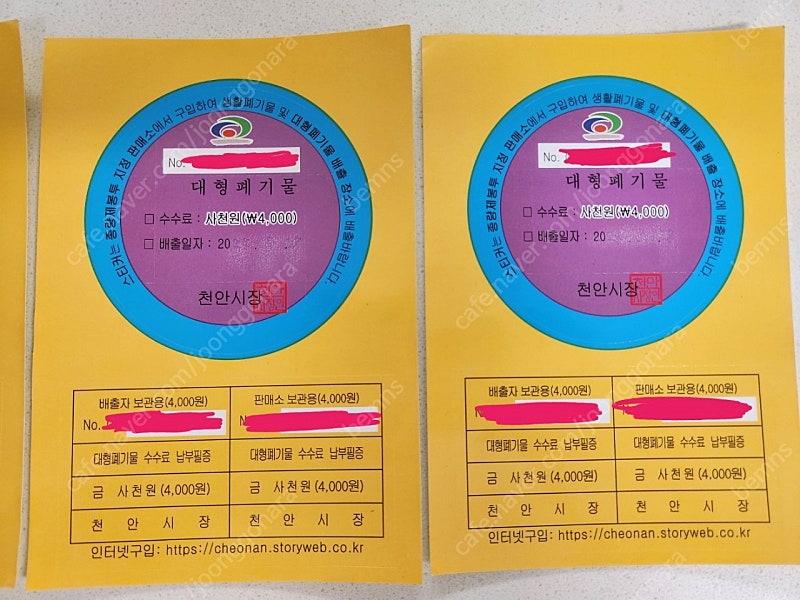 스티커는 종량제봉투 지정 판매소에서 구입하여 생활폐기물 및 대형폐기물 배출 장소에 배출바랍니다.
No.
대형폐기물
□ 수수료 : 사천원(₩4,000)
□ 배출일자 : 20 . . .
천안시장
배출자 보관용(4,000원) 판매소 보관용(4,000원)
No. N
대형폐기물 수수료 납부필증 대형폐기물 수수료 납부필증
금 사천원(4,000원) 금 사천원(4,000원)
천 안 시 장 천 안 시 장
인터넷구입: https://cheonan.storyweb.co.kr
스티커는 종량제봉투 지정 판매소에서 구입하여 생활폐기물 및 대형폐기물 배출 장소에 배출바랍니다.
No.
대형폐기물
□ 수수료 : 사천원(₩4,000)
□ 배출일자 : 20
천안시장
배출자 보관용(4,000원) 판매소 보관용(4,000원)
대형폐기물 수수료 납부필증 대형폐기물 수수료 납부필증
금 사천원(4,000원) 금 사천원(4,000원)
천 안 시 장 천 안 시 장
인터넷구입: https://cheonan.storyweb.co.kr
cafe.naver.com/joonggonara
bemns